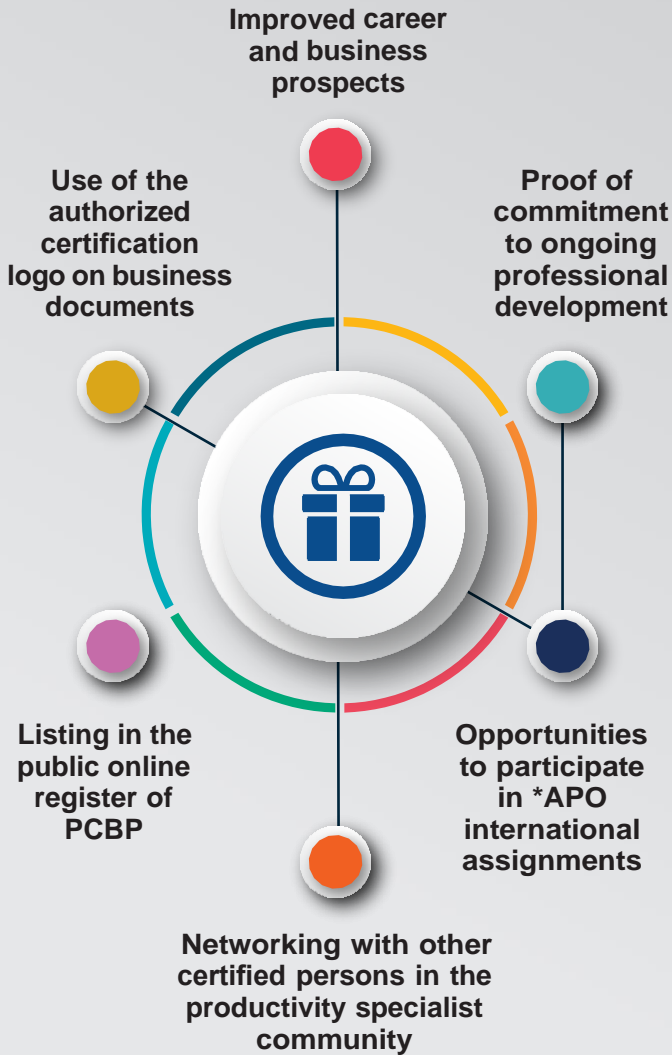 Improved career
and business
prospects
Use of the
authorized
certification
logo on business
documents
Proof of
commitment
to ongoing
professional
development
Listing in the
public online
register of
PCBP
Opportunities
to participate
in *APO
international
assignments
Networking with other
certified persons in the
productivity specialist
community